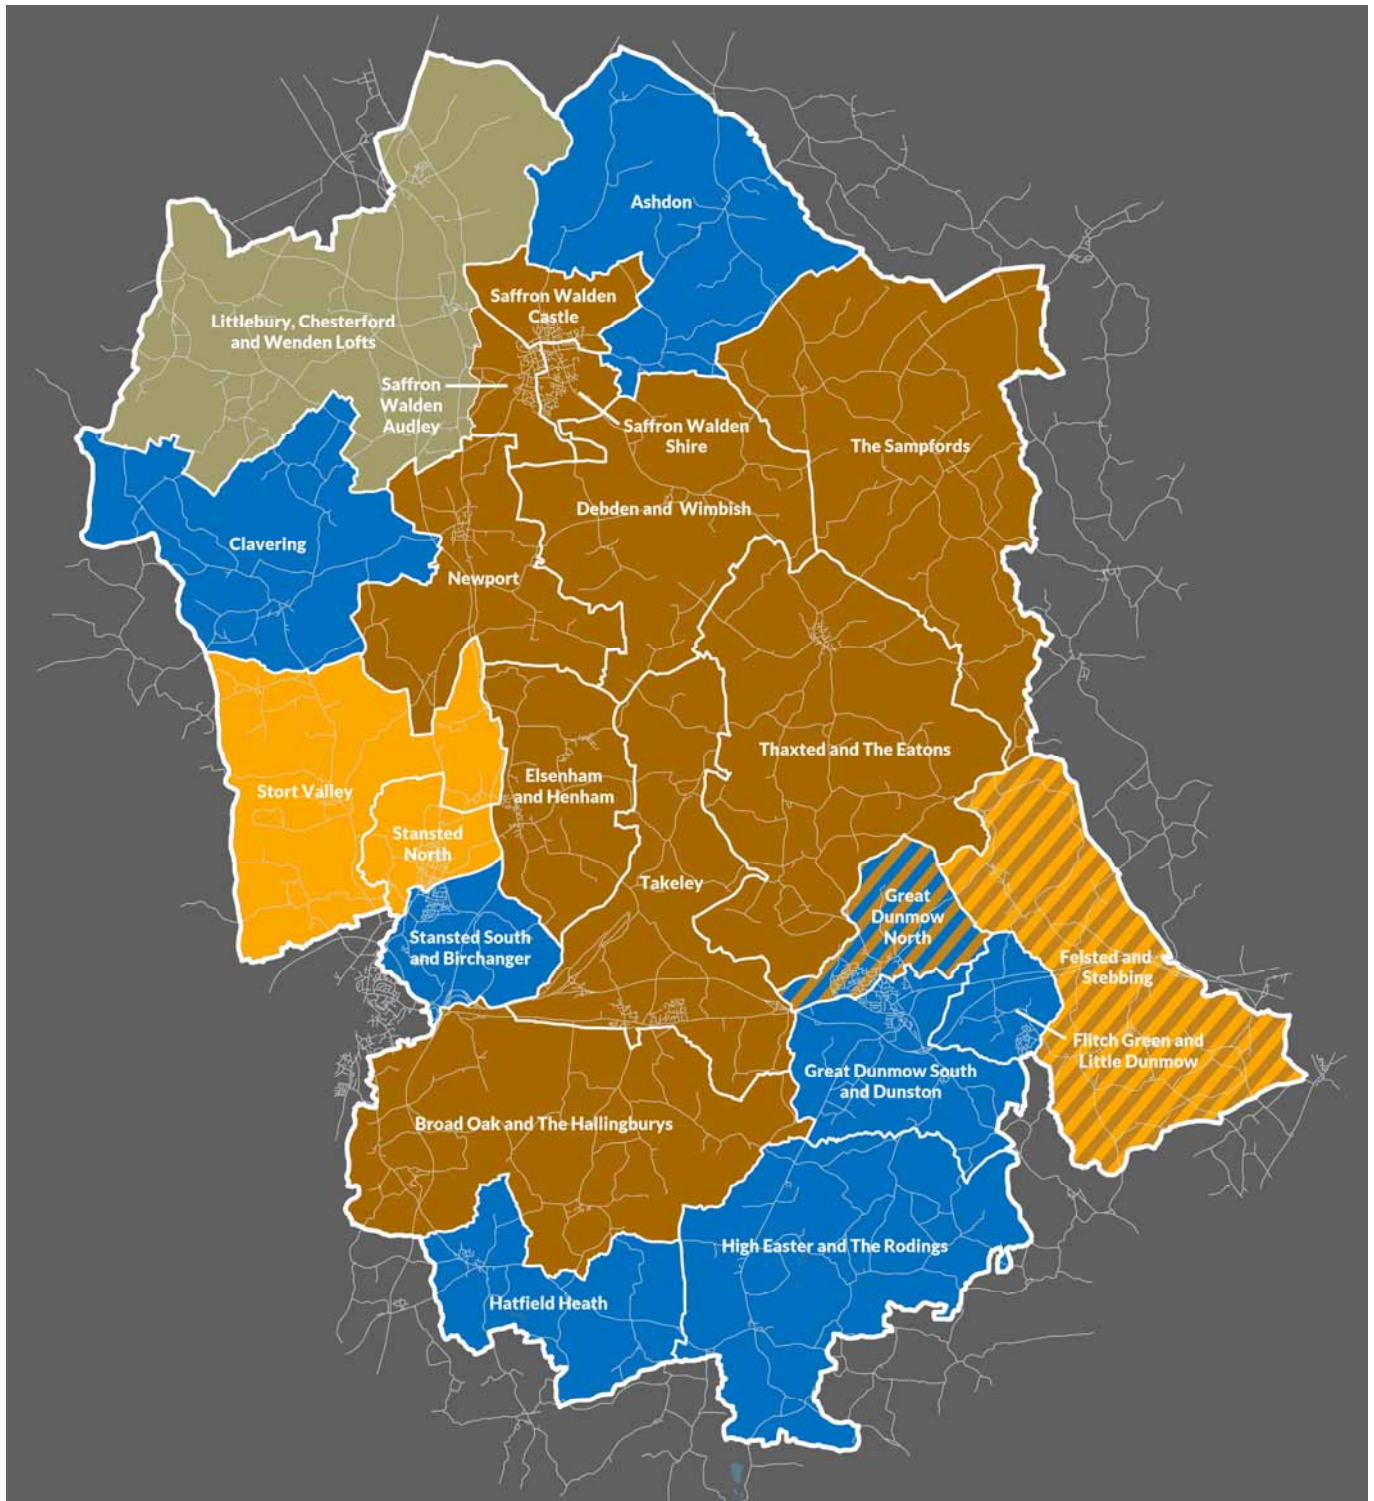 Ashdon
Saffron Walden
Castle
Littlebury, Chesterford
and Wenden Lofts
Saffron
Walden
Audley
Saffron Walden
Shire
The Sampfords
Debden and Wimbish
Clavering
Newport
Thaxted and The Eatons
Elsenham
and Henham
Stort Valley
Stansted
North
Takeley
Great
Dunmow
North
Stansted South
and Birchanger
Felsted and
Stebbing
Flitch Green and
Little Dunmow
Great Dunmow South
and Dunston
Broad Oak and The Hallingburys
High Easter and The Rodings
Hatfield Heath